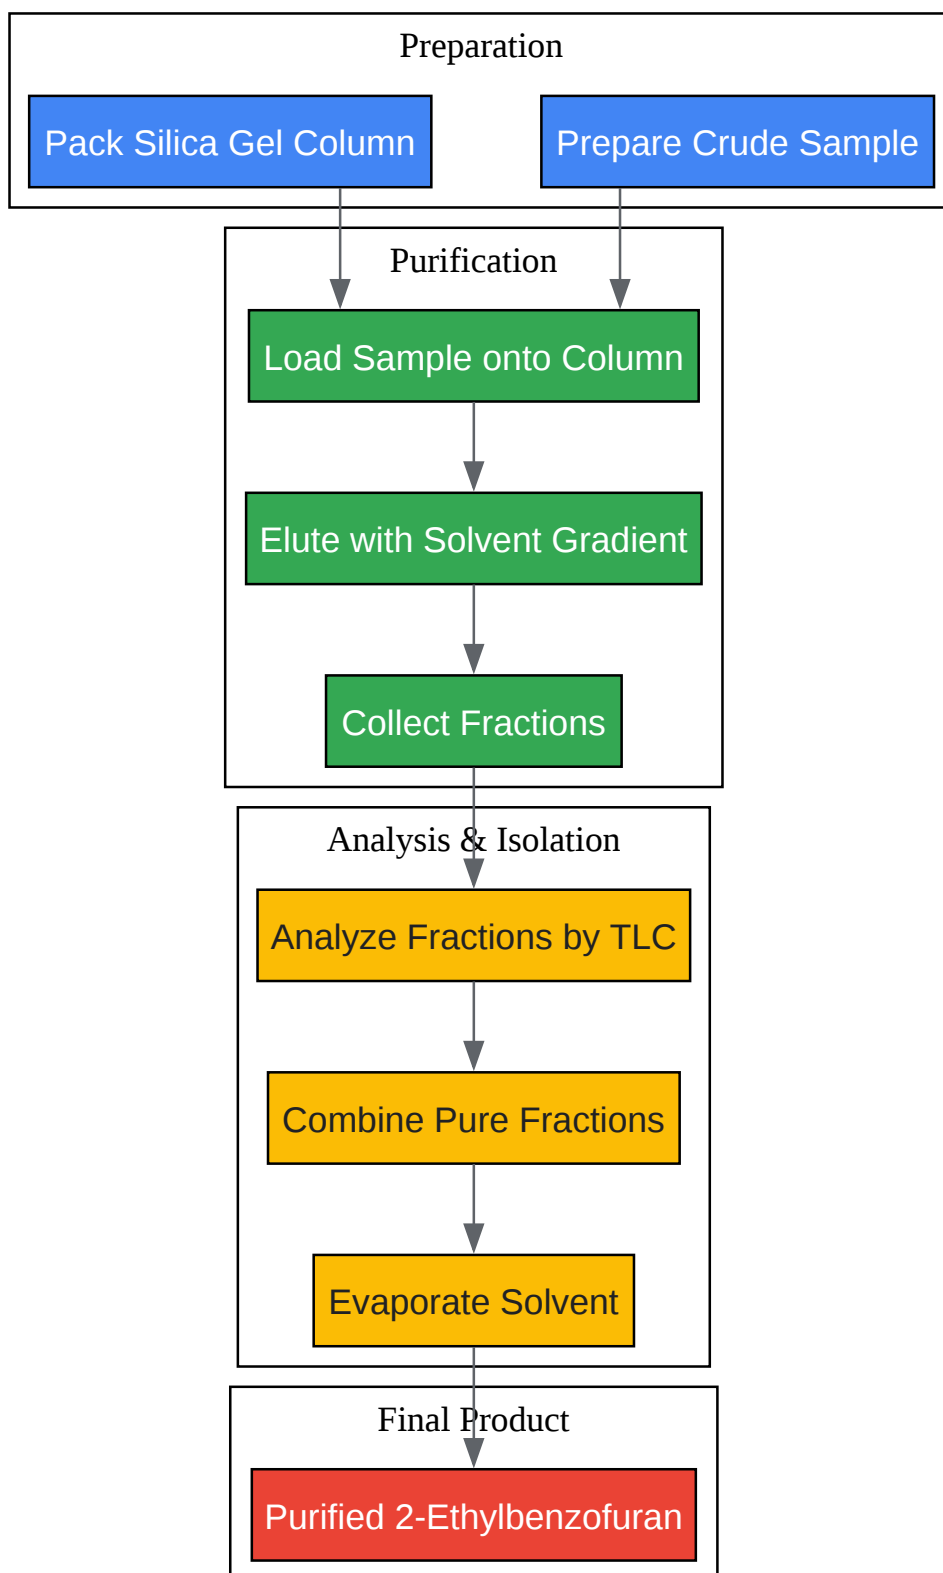 Preparation
Pack Silica Gel Column
Prepare Crude Sample
Purification
Load Sample onto Column
Elute with Solvent Gradient
Collect Fractions
Analysis & Isolation
Analyze Fractions by TLC
Combine Pure Fractions
Evaporate Solvent
Final Product
Purified 2-Ethylbenzofuran